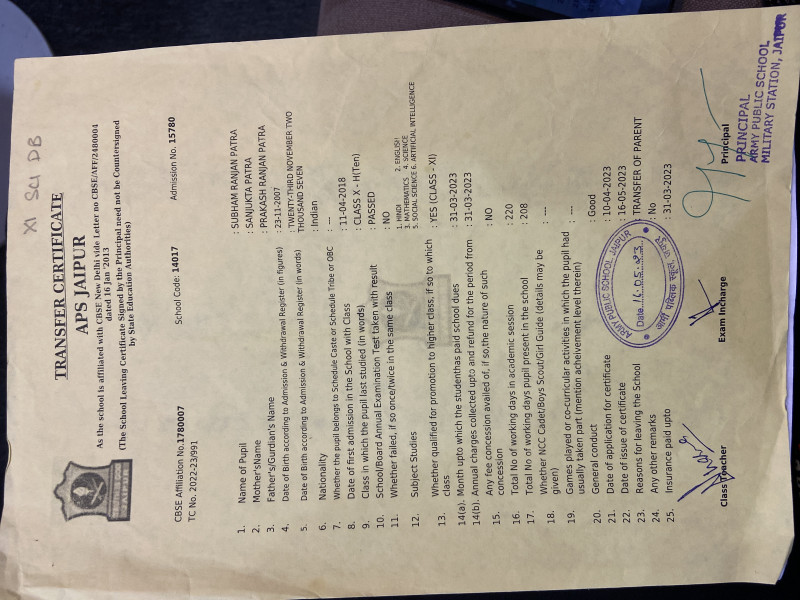 XI SCI DB
TRANSFER CERTIFICATE
APS JAIPUR
As the school is affiliated with CBSE New Delhi vide Letter no CBSE/AFF/2480004
dated 16 Jan '2013
(The School Leaving Certificate Signed by the Principal need not be Countersigned
by State Education Authorities)
CBSE Affiliation No.1780007 School Code: 14017 Admission No. 15780
TC No. 2022-23/991
1. Name of Pupil : SUBHAM RANJAN PATRA
2. Mother'sName : SANJUKTA PATRA
3. Father's/Gurdian's Name : PRAKASH RANJAN PATRA
4. Date of Birth according to Admission & Withdrawal Register (in figures) : 23-11-2007
5. Date of Birth according to Admission & Withdrawal Register (in words) : TWENTY-THIRD NOVEMBER TWO
THOUSAND SEVEN
6. Nationality : Indian
7. Whether the pupil belongs to Schedule Caste or Schedule Tribe or OBC : ---
8. Date of first admission in the School with Class : 11-04-2018
9. Class in which the pupil last studied (in words) : CLASS X - H(Ten)
10. School/Board Annual Examination Test taken with result : PASSED
11. Whether failed, if so once/twice in the same class : NO
12. Subject Studies 1. HINDI 2. ENGLISH
3. MATHEMATICS 4. SCIENCE
5. SOCIAL SCIENCE 6. ARTIFICIAL INTELLIGENCE
13. Whether qualified for promotion to higher class, if so to which : YES (CLASS - XI)
class
14(a). Month upto which the studenthas paid school dues : 31-03-2023
14(b). Annual charges collected upto and refund for the period from : 31-03-2023
15. Any fee concession availed of, if so,the nature of such : NO
concession
16. Total No of working days in academic session : 220
17. Total No of working days pupil present in the school : 208
18. Whether NCC Cadet/Boys Scout/Girl Guide (details may be : ---
given)
19. Games played or co-curricular activities in which the pupil had : ---
usually taken part (mention acheivement level therein)
20. General conduct : Good
21. Date of application for certificate : 10-04-2023
22. Date of issue of certificate : 16-05-2023
23. Reasons for leaving the School : TRANSFER OF PARENT
24. Any other remarks : No
25. Insurance paid upto : 31-03-2023
ARMY PUBLIC SCHOOL JAIPUR
Date 16.05.23
आर्मी पब्लिक स्कूल, जयपुर
Class Teacher Exam Incharge Principal
PRINCIPAL
ARMY PUBLIC SCHOOL
MILITARY STATION, JAIPUR